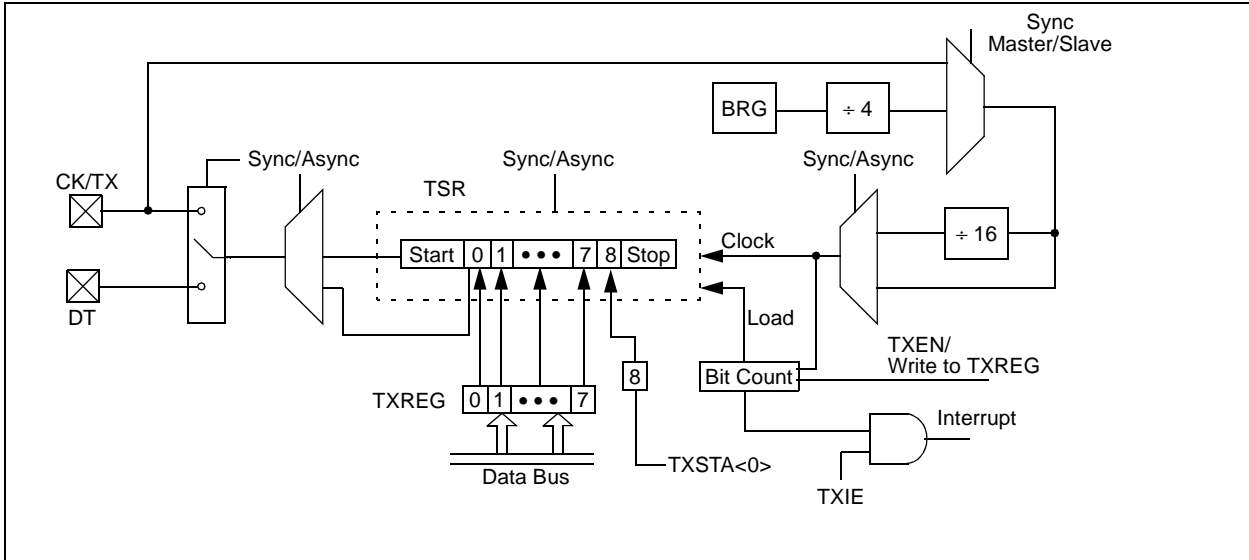 Sync
Master/Slave
BRG
÷ 4
Sync/Async
Sync/Async
Sync/Async
CK/TX
TSR
÷ 16
Start 0 1 ••• 7 8 Stop
Clock
DT
Load
TXEN/
Write to TXREG
8
Bit Count
TXREG 0 1 ••• 7
Interrupt
TXSTA<0>
Data Bus
TXIE